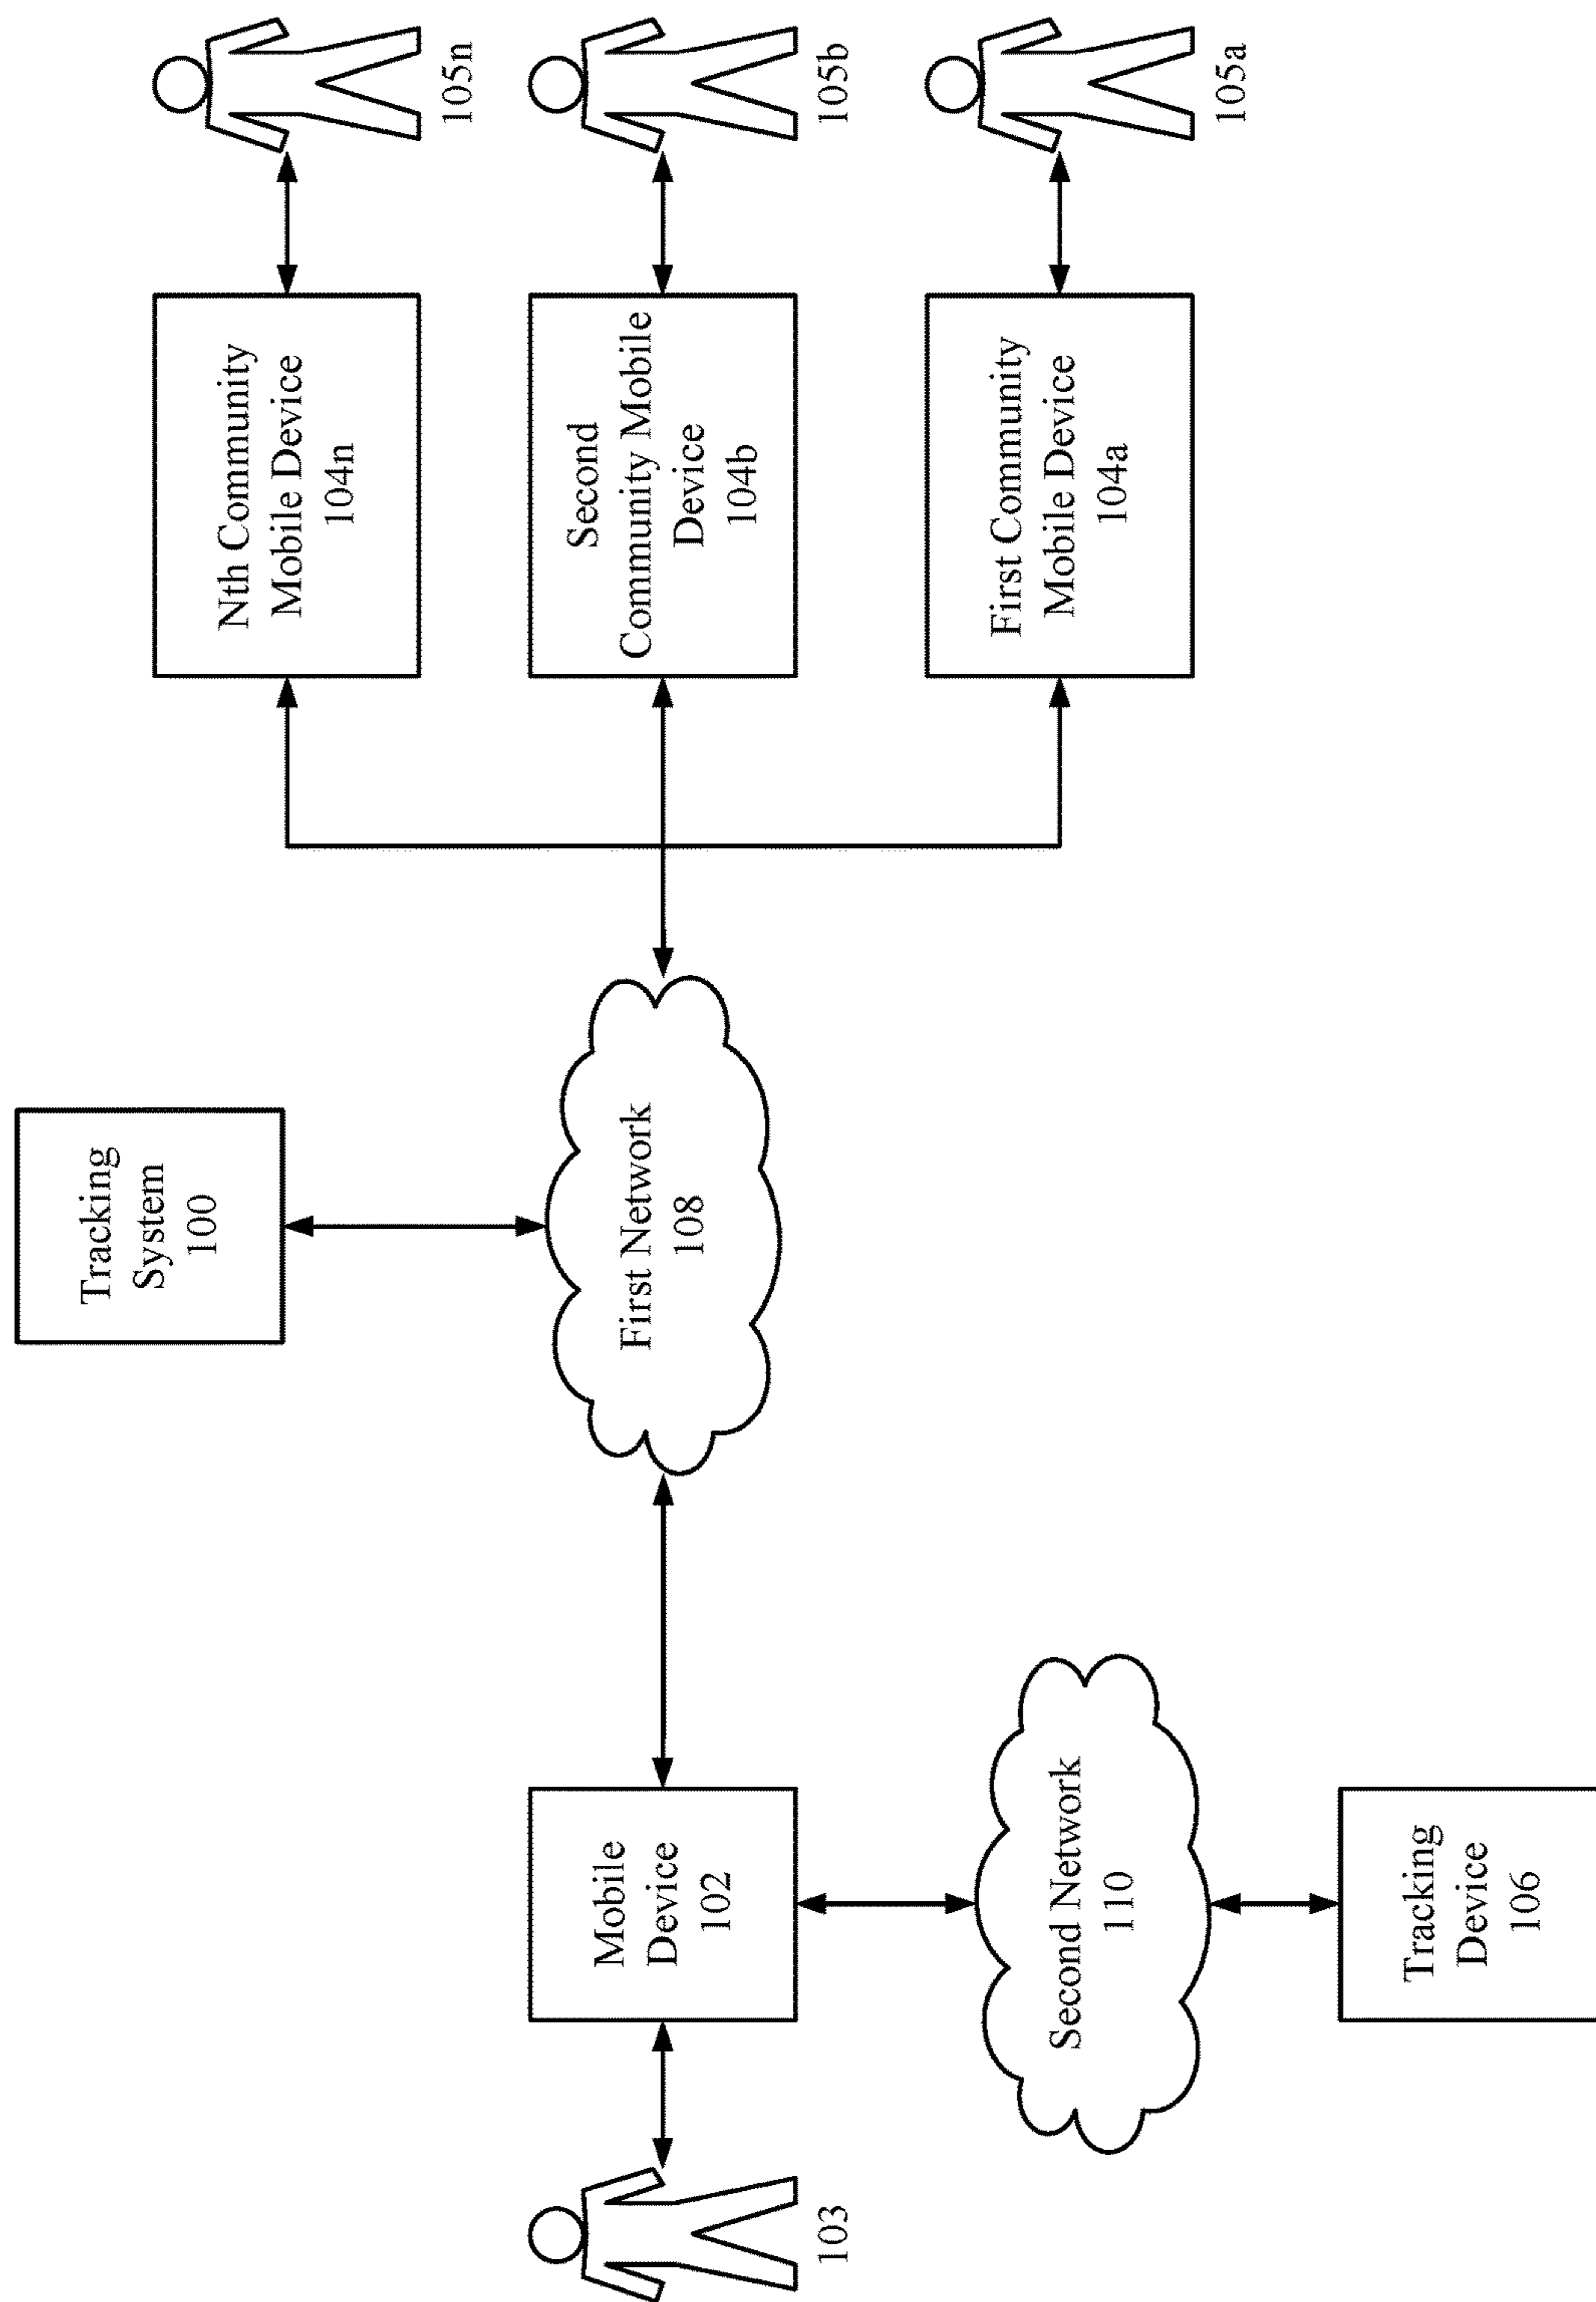 Tracking
System
100
Nth Community
Mobile Device
104n
105n
103
Mobile
Device
102
First Network
108
Second
Community Mobile
Device
104b
105b
Second Network
110
First Community
Mobile Device
104a
105a
Tracking
Device
106